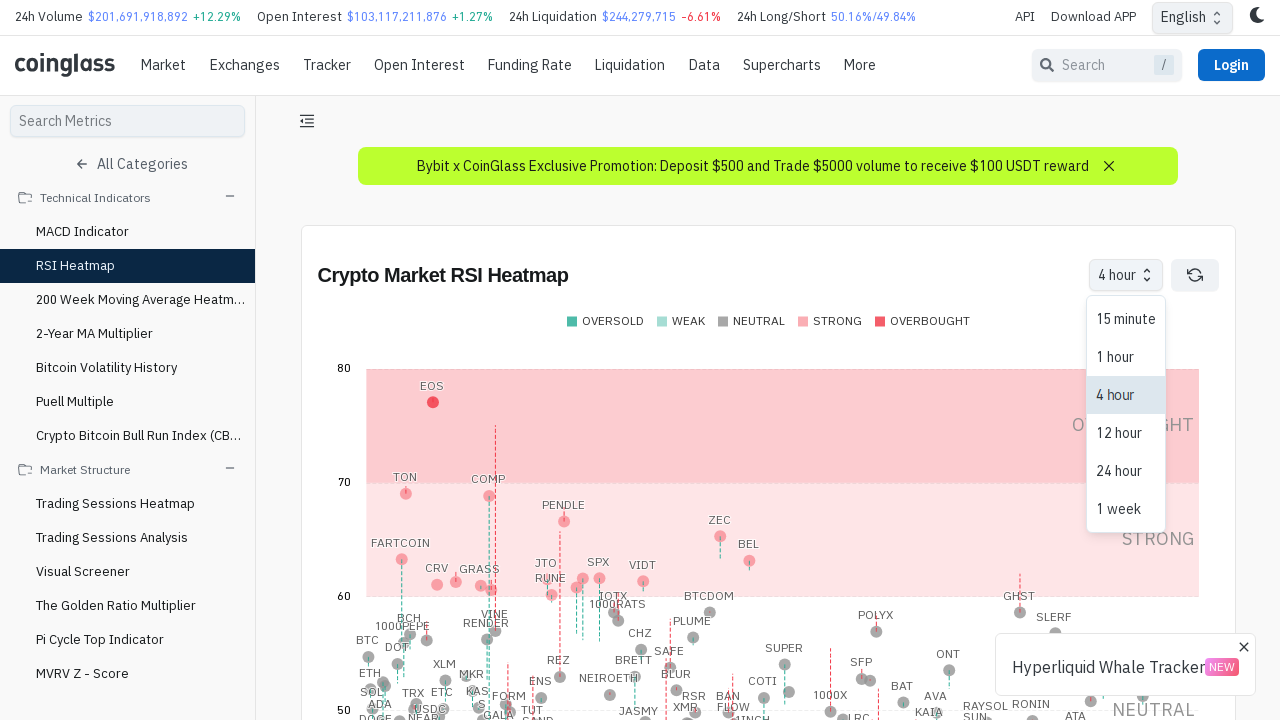 24h Volume $201,691,918,892 +12.29% Open Interest $103,117,211,876 +1.27% 24h Liquidation $244,279,715 -6.61% 24h Long/Short 50.16%/49.84% API Download APP English
coinglass Market Exchanges Tracker Open Interest Funding Rate Liquidation Data Supercharts More Search / Login
Search Metrics
All Categories
Technical Indicators
MACD Indicator
RSI Heatmap
200 Week Moving Average Heatm...
2-Year MA Multiplier
Bitcoin Volatility History
Puell Multiple
Crypto Bitcoin Bull Run Index (CB...
Market Structure
Trading Sessions Heatmap
Trading Sessions Analysis
Visual Screener
The Golden Ratio Multiplier
Pi Cycle Top Indicator
MVRV Z - Score
Bybit x CoinGlass Exclusive Promotion: Deposit $500 and Trade $5000 volume to receive $100 USDT reward
Crypto Market RSI Heatmap
4 hour
15 minute
1 hour
4 hour
12 hour
24 hour
1 week
OVERSOLD WEAK NEUTRAL STRONG OVERBOUGHT
80
EOS
70
TON
COMP
PENDLE
ZEC
FARTCOIN
BEL
STRONG
CRV
GRASS
JTO
RUNE
SPX
VIDT
60
IOTX
1000RATS
BTCDOM
GHST
BCH
1000PEPE
VINE
RENDER
PLUME
POLYX
SLERF
BTC
DOT
CHZ
SAFE
SUPER
ONT
ETH
XLM
MKR
REZ
BRETT
BLUR
SFP
SOL
ADA
TRX
ETC
KAS
FORM
ENS
NEIROETH
RSR
XMR
BAN
FLOW
COTI
1000X
BAT
AVA
KAIA
RAYSOL
SUN
RONIN
50
TUT
JASMY
LRC
ATA
NEUTRAL
Hyperliquid Whale Tracker NEW